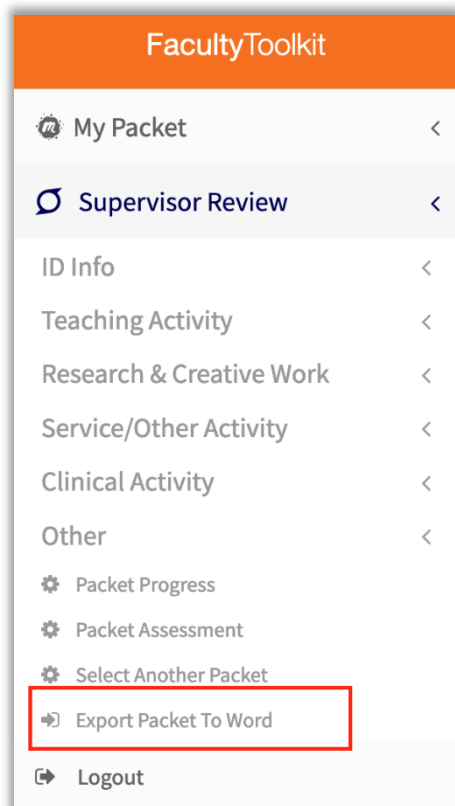 FacultyToolkit
My Packet
Supervisor Review
ID Info
Teaching Activity
Research & Creative Work
Service/Other Activity
Clinical Activity
Other
Packet Progress
Packet Assessment
Select Another Packet
Export Packet To Word
Logout